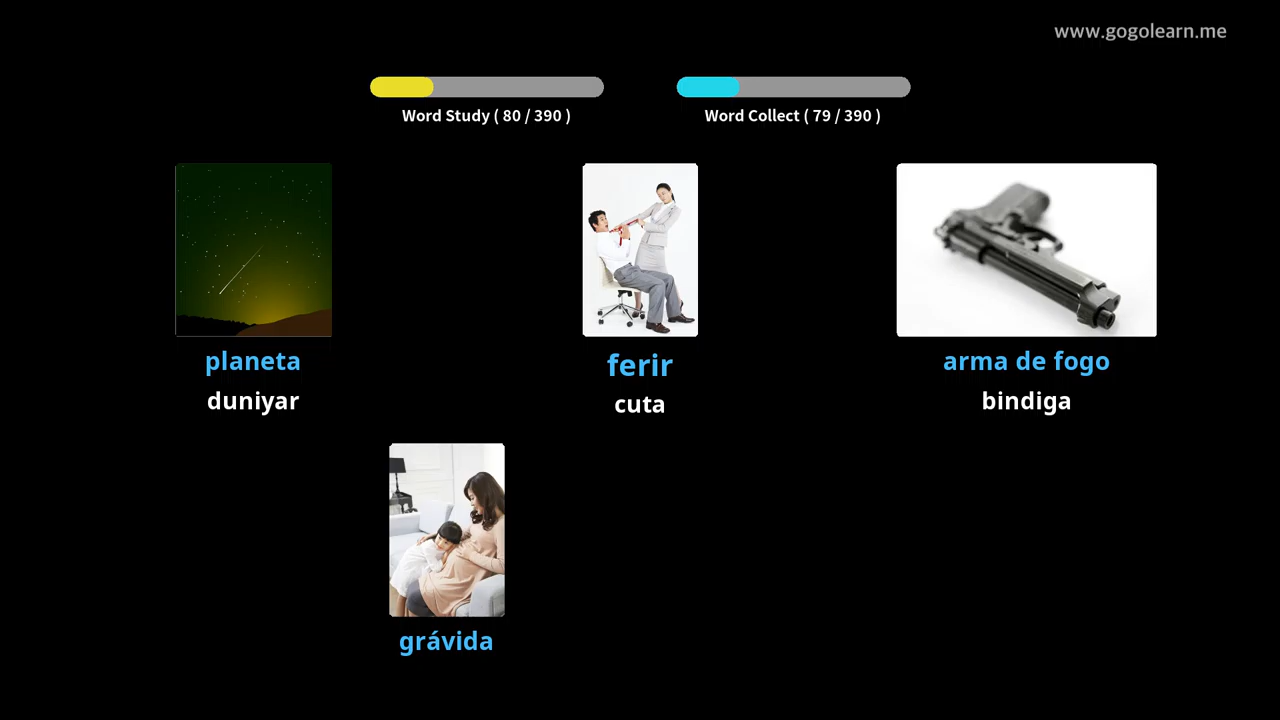 www.gogolearn.me
Word Study ( 80 / 390 )
Word Collect ( 79 / 390 )
planeta
duniyar
ferir
cuta
arma de fogo
bindiga
grávida